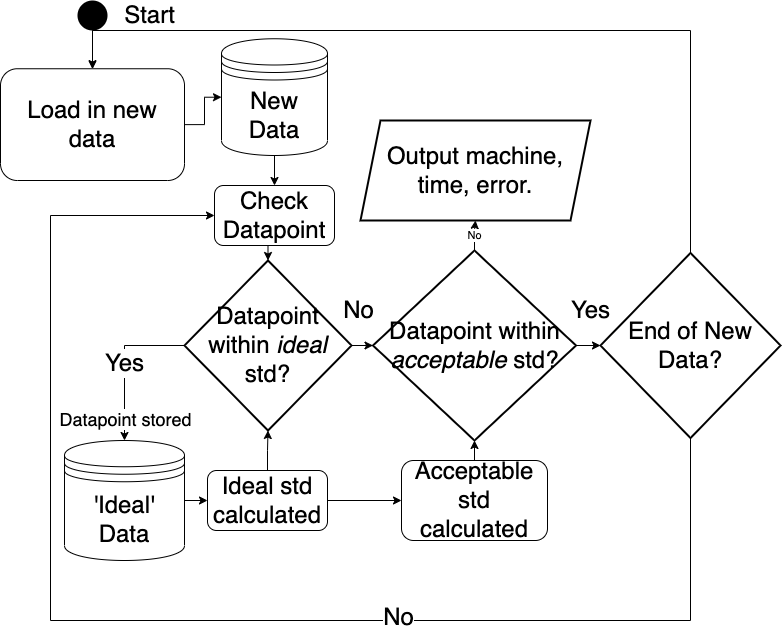 Start
Load in new
data
New
Data
Output machine,
time, error.
Check
Datapoint
No
Datapoint
within ideal
std?
No
Datapoint within
acceptable std?
Yes
End of New
Data?
Yes
Datapoint stored
'Ideal'
Data
Ideal std
calculated
Acceptable
std
calculated
No